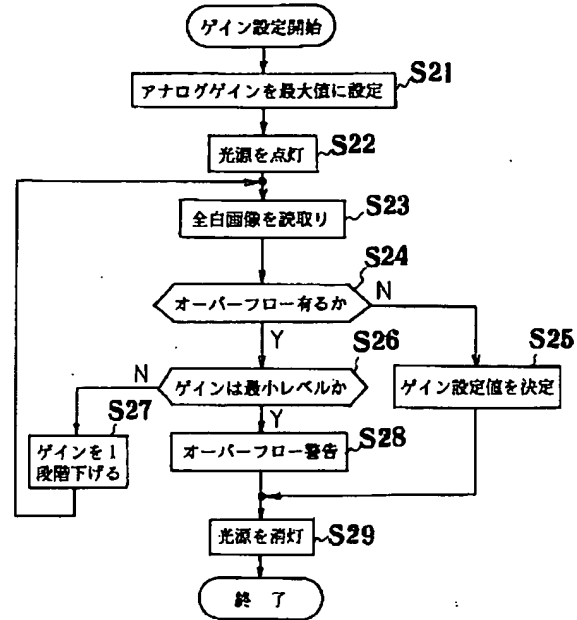 ゲイン設定開始
S21
アナログゲインを最大値に設定
S22
光源を点灯
S23
全白画像を読取り
S24
オーバーフロー有るか
N
Y
S25
ゲイン設定値を決定
S26
ゲインは最小レベルか
N
Y
S27
ゲインを1
段階下げる
S28
オーバーフロー警告
S29
光源を消灯
終 了